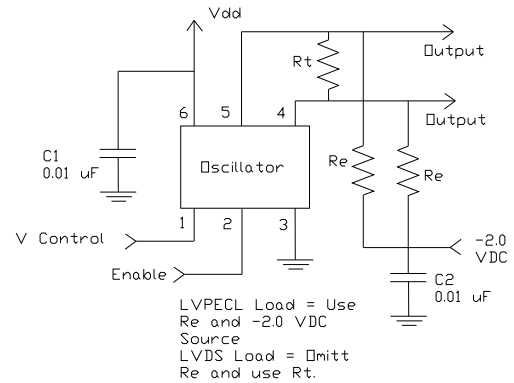 Vdd
Output
Rt
6 5 4
Output
C1
0.01 uF
Oscillator
Re
Re
1 2 3
V Control
-2.0
VDC
Enable
C2
0.01 uF
LVPECL Load = Use
Re and -2.0 VDC
Source
LVDS Load = Omitt
Re and use Rt.